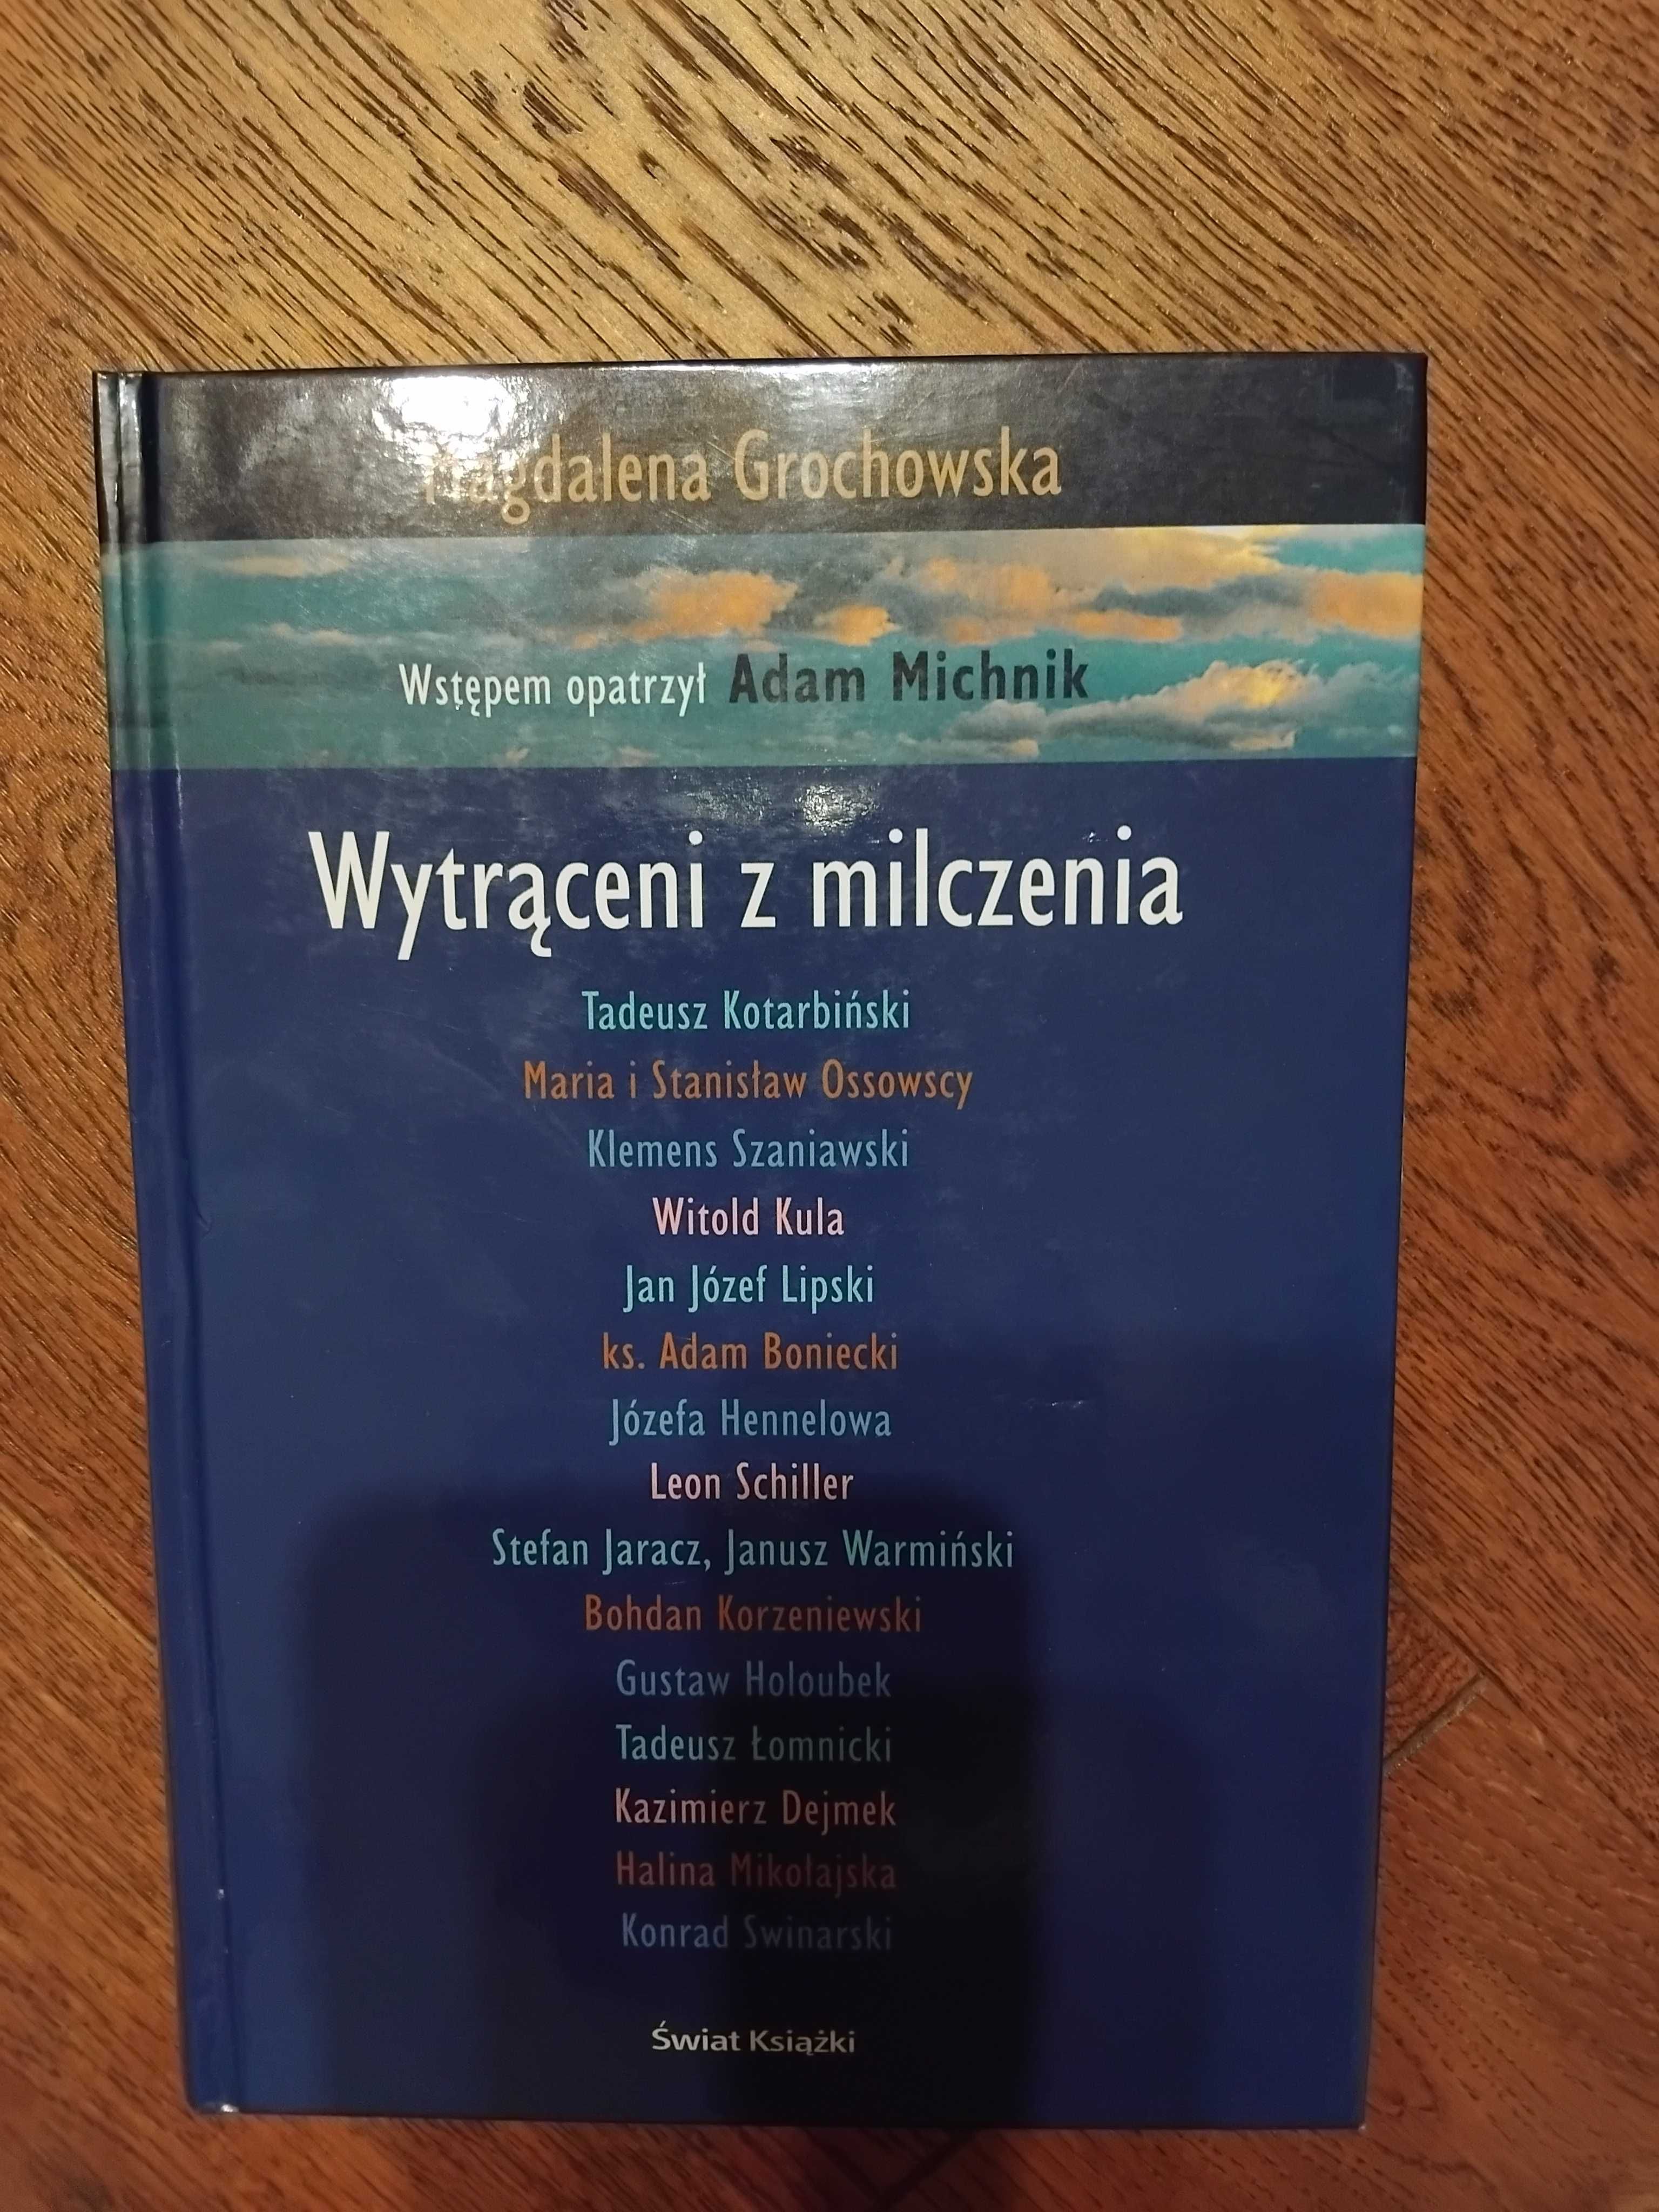 Magdalena Grochowska
Wstępem opatrzył Adam Michnik
Wytrąceni z milczenia
Tadeusz Kotarbiński
Maria i Stanisław Ossowscy
Klemens Szaniawski
Witold Kula
Jan Józef Lipski
ks. Adam Boniecki
Józefa Hennelowa
Leon Schiller
Stefan Jaracz, Janusz Warmiński
Bohdan Korzeniewski
Gustaw Holoubek
Tadeusz Łomnicki
Kazimierz Dejmek
Halina Mikołajska
Konrad Swinarski
Świat Książki